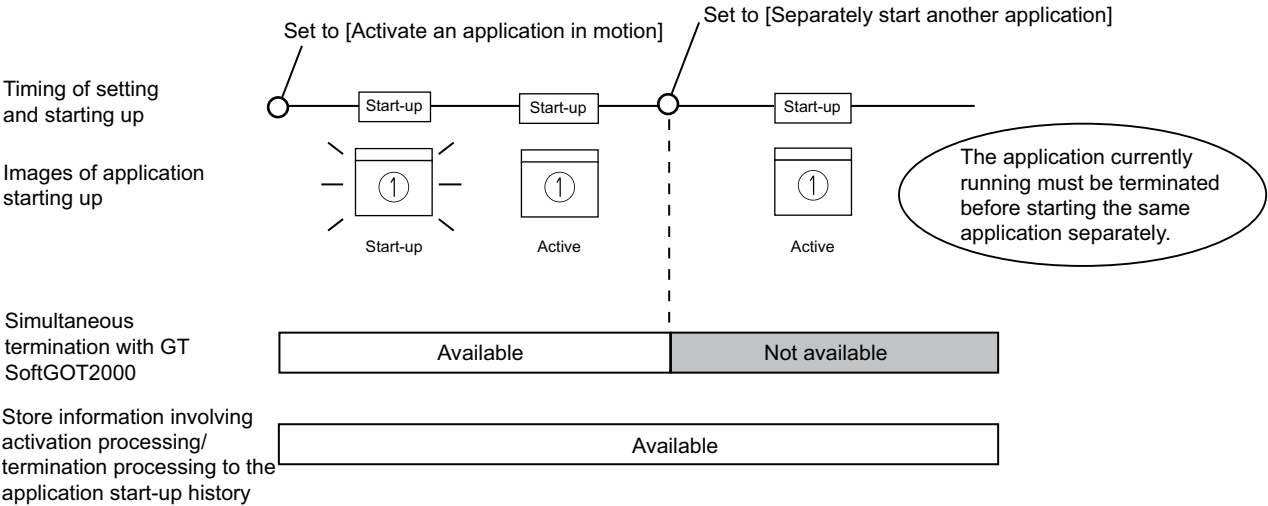 Set to [Activate an application in motion]
Set to [Separately start another application]
Timing of setting
and starting up
Start-up
Start-up
Start-up
Images of application
starting up
1
1
1
Start-up
Active
Active
The application currently
running must be terminated
before starting the same
application separately.
Simultaneous
termination with GT
SoftGOT2000
Available
Not available
Store information involving
activation processing/
termination processing to the
application start-up history
Available